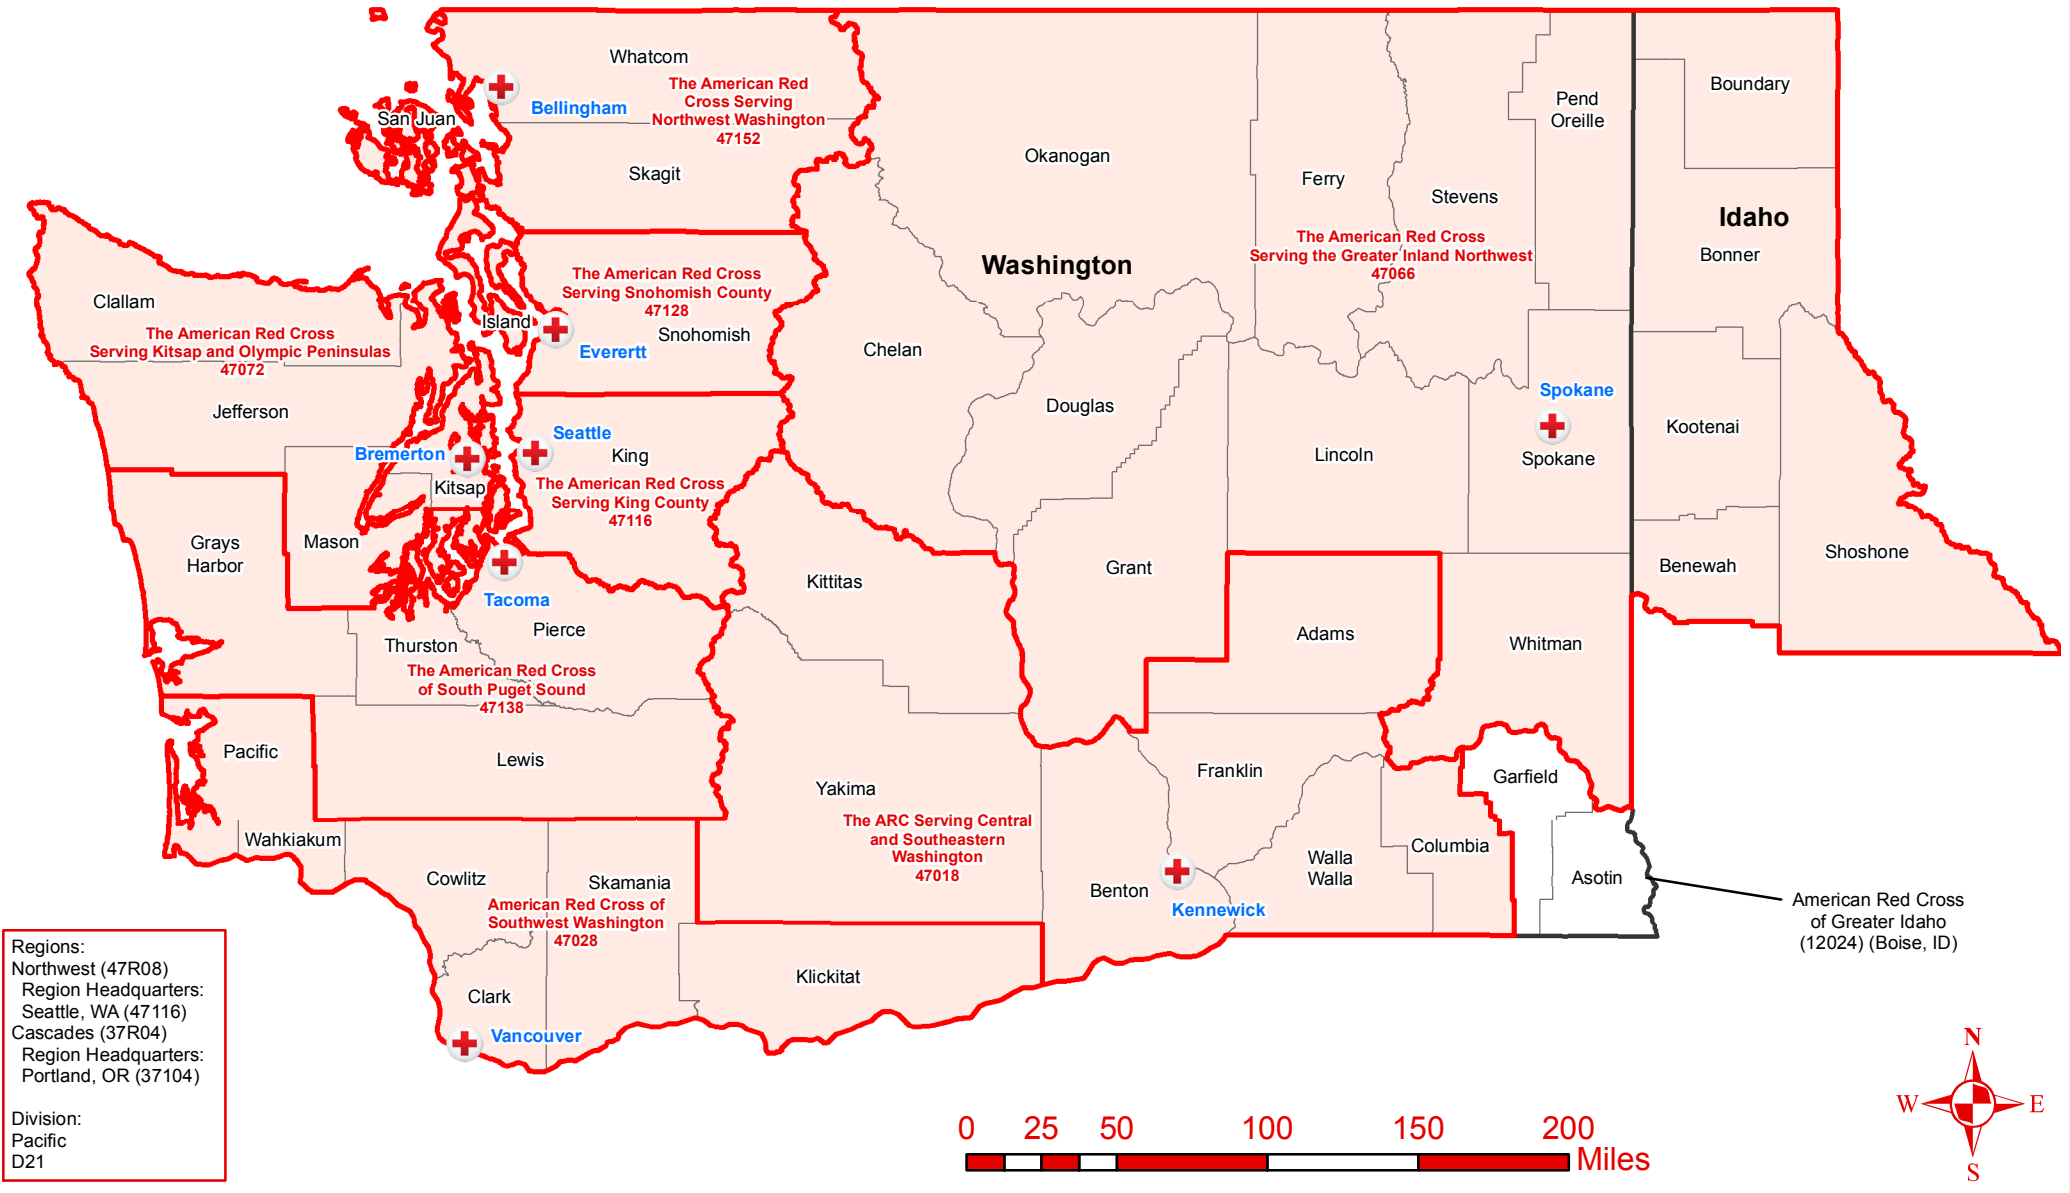 Whatcom
The American Red
Cross Serving
Northwest Washington
47152
Bellingham
San Juan
Skagit
Okanogan
Ferry
Stevens
Pend
Oreille
Boundary
Idaho
Bonner
Washington
The American Red Cross
Serving the Greater Inland Northwest
47066
The American Red Cross
Serving Snohomish County
47128
Snohomish
Island
Everertt
Clallam
The American Red Cross
Serving Kitsap and Olympic Peninsulas
47072
Jefferson
Chelan
Douglas
Spokane
Spokane
Lincoln
Kootenai
Seattle
King
The American Red Cross
Serving King County
47116
Bremerton
Kitsap
Grays
Harbor
Mason
Kittitas
Grant
Benewah
Shoshone
Tacoma
Pierce
Thurston
The American Red Cross
of South Puget Sound
47138
Adams
Whitman
Pacific
Lewis
Yakima
The ARC Serving Central
and Southeastern
Washington
47018
Franklin
Garfield
Wahkiakum
Cowlitz
Skamania
American Red Cross of
Southwest Washington
47028
Benton
Kennewick
Walla
Walla
Columbia
Asotin
American Red Cross
of Greater Idaho
(12024) (Boise, ID)
Klickitat
Clark
Vancouver
Regions:
Northwest (47R08)
Region Headquarters:
Seattle, WA (47116)
Cascades (37R04)
Region Headquarters:
Portland, OR (37104)
Division:
Pacific
D21
0 25 50 100 150 200
Miles
N
W E
S